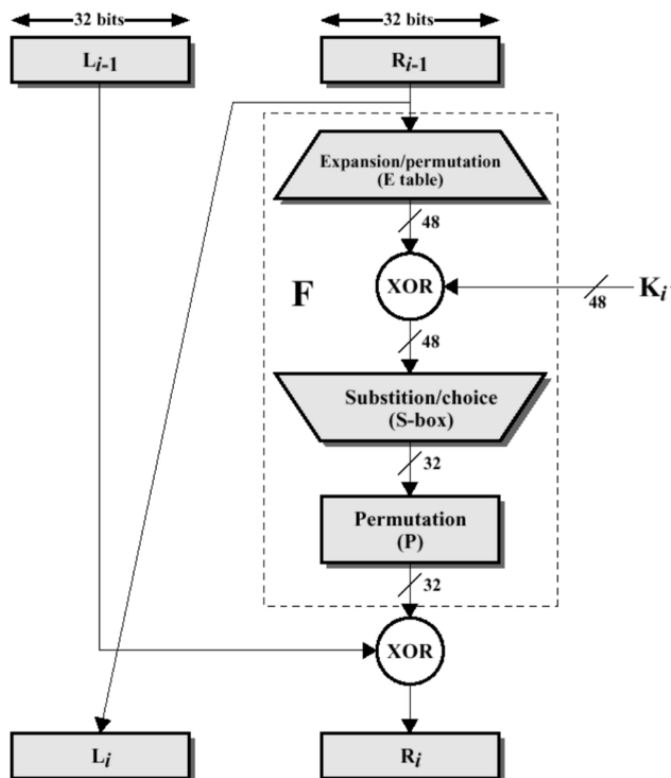 32 bits
32 bits
Li-1
Ri-1
Expansion/permutation
(E table)
48
F
XOR
48
Ki
48
Substition/choice
(S-box)
32
Permutation
(P)
32
XOR
Li
Ri